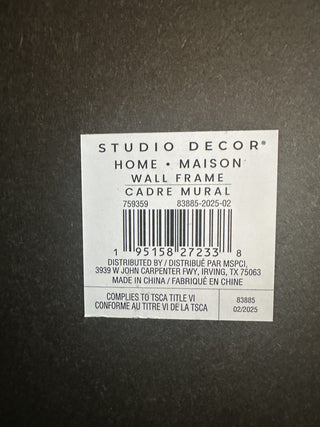 STUDIO DECOR®
HOME • MAISON
WALL FRAME
CADRE MURAL
759359 83885-2025-02
1 95158 27233 8
DISTRIBUTED BY / DISTRIBUÉ PAR MSPCI,
3939 W JOHN CARPENTER FWY, IRVING, TX 75063
MADE IN CHINA / FABRIQUÉ EN CHINE
COMPLIES TO TSCA TITLE VI
CONFORME AU TITRE VI DE LA TSCA
83885
02/2025